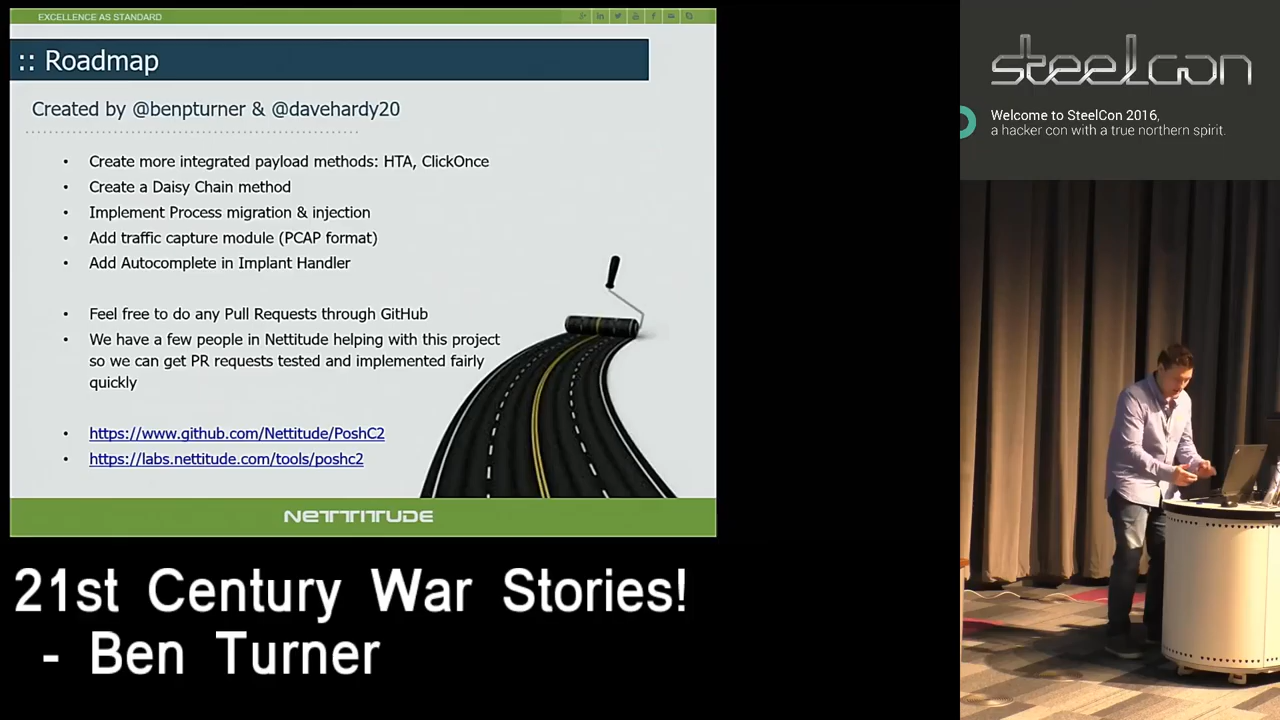 EXCELLENCE AS STANDARD
:: Roadmap
Created by @benpturner & @davehardy20
• Create more integrated payload methods: HTA, ClickOnce
• Create a Daisy Chain method
• Implement Process migration & injection
• Add traffic capture module (PCAP format)
• Add Autocomplete in Implant Handler
• Feel free to do any Pull Requests through GitHub
• We have a few people in Nettitude helping with this project
so we can get PR requests tested and implemented fairly
quickly
• https://www.github.com/Nettitude/PoshC2
• https://labs.nettitude.com/tools/poshc2
NETTITUDE
21st Century War Stories!
- Ben Turner
steelcon
Welcome to SteelCon 2016,
a hacker con with a true northern spirit.